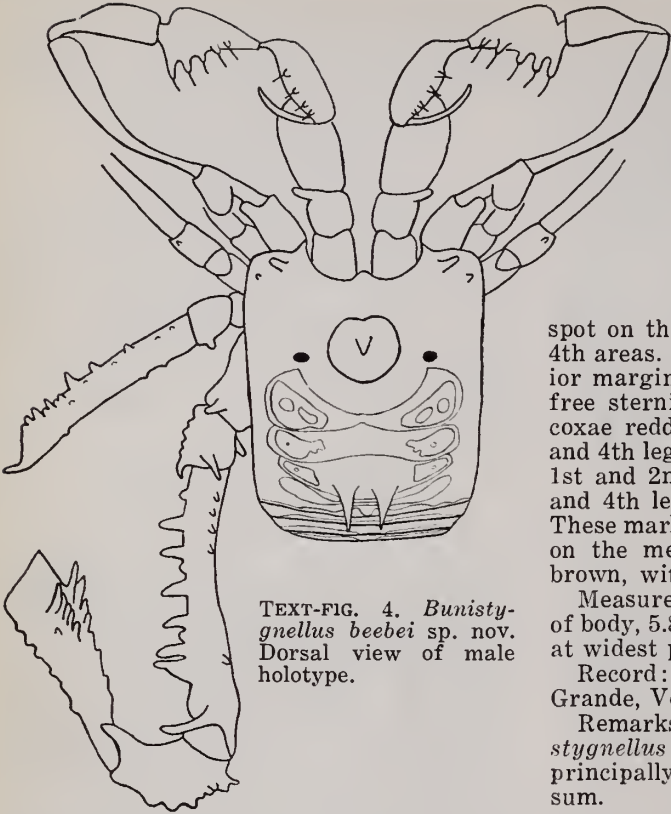 TEXT-FIG. 4. Bunisty-
gnellus beebei sp. nov.
Dorsal view of male
holotype.
spot on th
4th areas.
ior margin
free sterni
coxae redd
and 4th leg
1st and 2n
and 4th le
These mar
on the me
brown, wit
Measure
of body, 5.8
at widest p
Record:
Grande, V
Remarks
stygnellus
principally
sum.